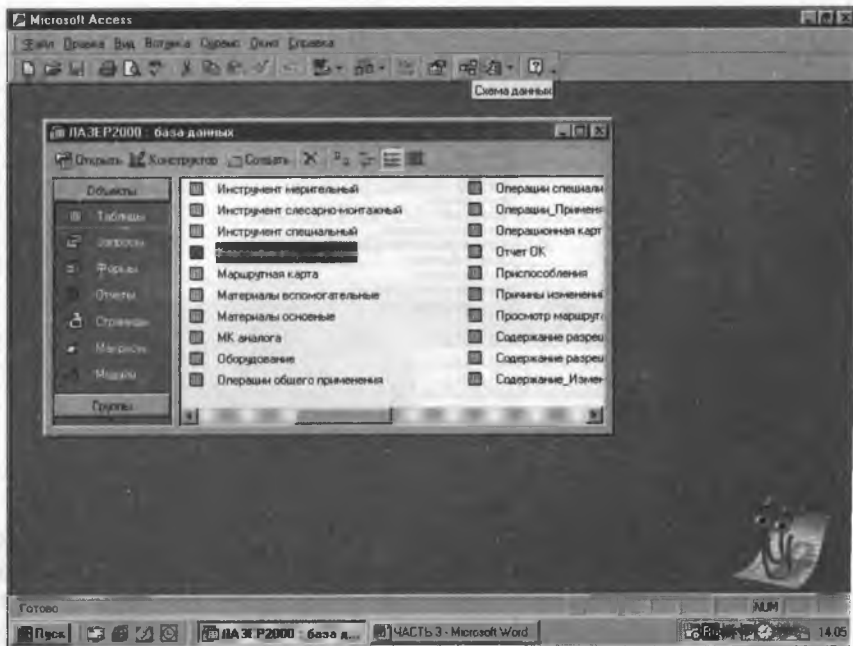 Microsoft Access
Файл Правка Вид Вставка Сервис Окно Справка
Схема данных
ЛАЗЕР2000 : база данных
Открыть Конструктор Создать
Объекты
Таблицы
Запросы
Формы
Отчеты
Страницы
Макросы
Модули
Группы
Инструмент мерительный
Инструмент слесарно-монтажный
Инструмент специальный
Маршрутная карта
Материалы вспомогательные
Материалы основные
МК аналога
Оборудование
Операции общего применения
Операции специали
Операции_Примене
Операционная карт
Отчет ОК
Приспособления
Причины изменений
Просмотр маршрут
Содержание разреш
Содержание разреш
Содержание_Измен
Готово
NUM
Пуск
ЛАЗЕР2000 : база д...
ЧАСТЬ 3 - Microsoft Word
14:05